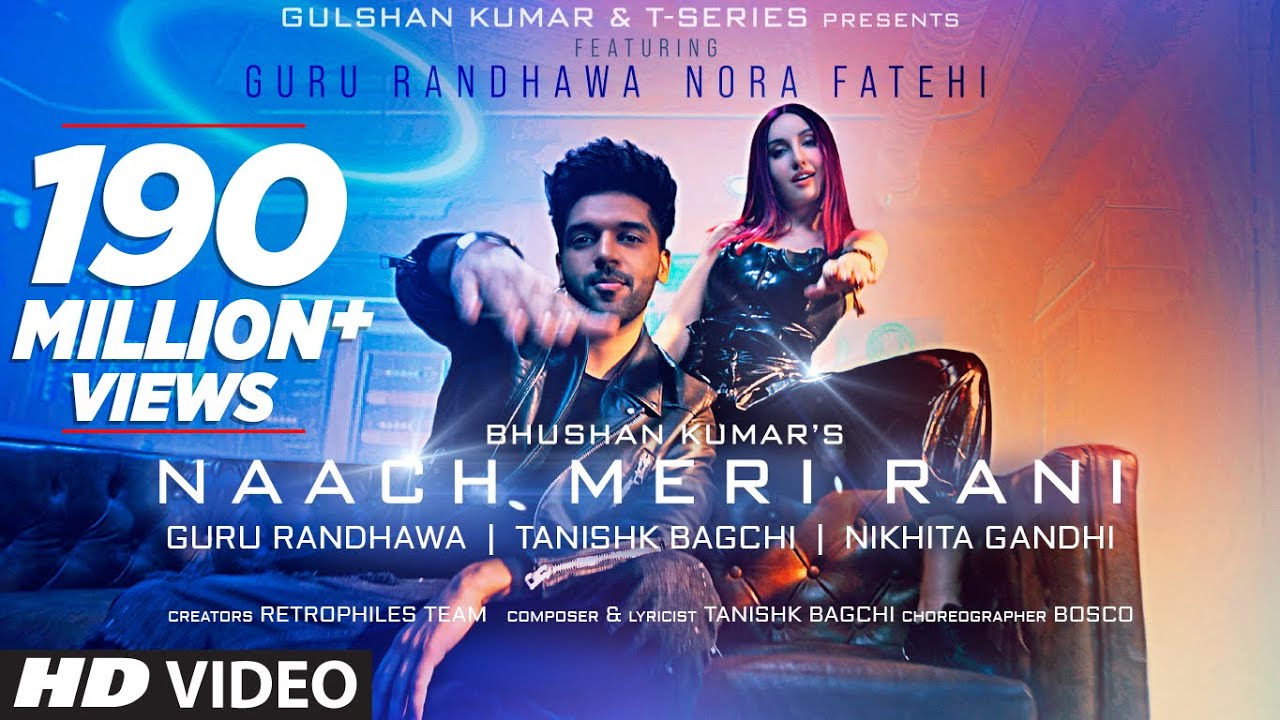 GULSHAN KUMAR & T-SERIES PRESENTS
FEATURING
GURU RANDHAWA NORA FATEHI
190
MILLION+
VIEWS
BHUSHAN KUMAR'S
NAACH MERI RANI
GURU RANDHAWA | TANISHK BAGCHI | NIKHITA GANDHI
CREATORS RETROPHILES TEAM COMPOSER & LYRICIST TANISHK BAGCHI CHOREOGRAPHER BOSCO
HD VIDEO